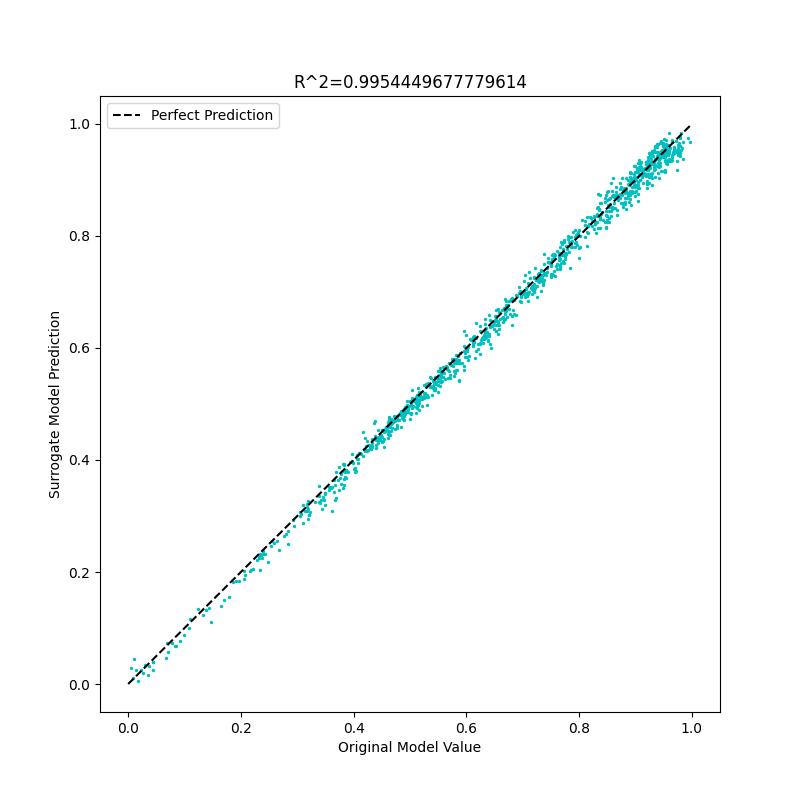 R^2=0.9954449677779614
Perfect Prediction
1.0
0.8
0.6
0.4
0.2
0.0
Surrogate Model Prediction
0.0 0.2 0.4 0.6 0.8 1.0
Original Model Value